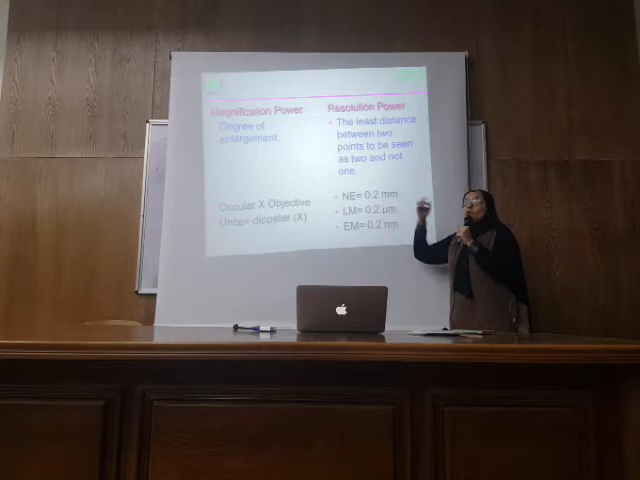 Magnification Power
Degree of
enlargement.
Occular X Objective
Units= diopeter (X)
Resolution Power
• The least distance
between two
points to be seen
as two and not
one.
• NE= 0.2 mm
• LM= 0.2 um
• EM= 0.2 nm